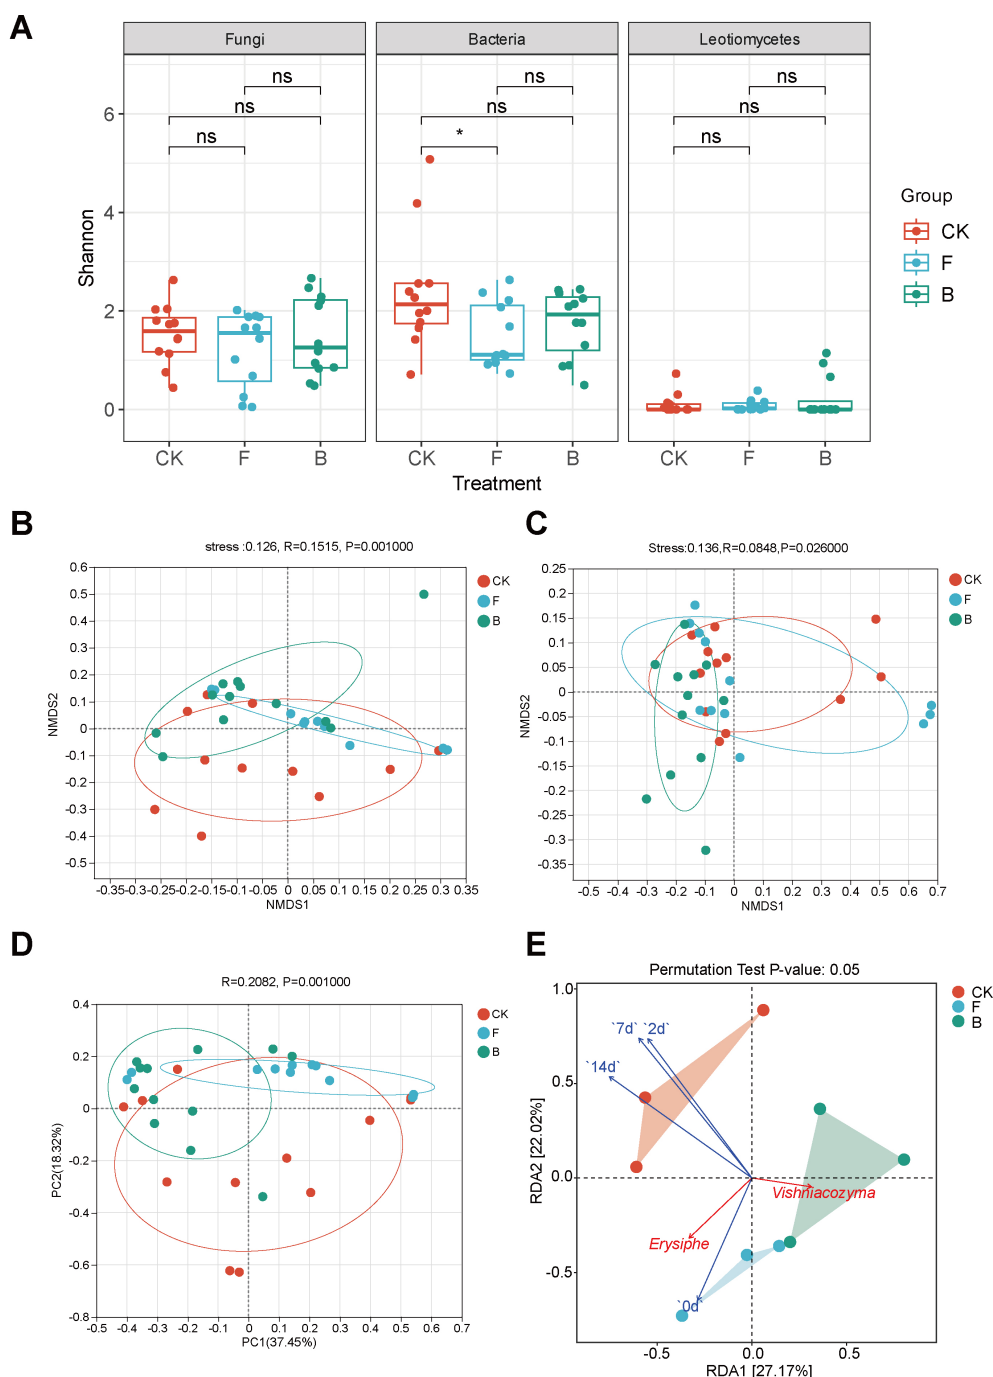 A
Fungi Bacteria Leotiomycetes
ns ns ns
ns ns ns
ns * ns
6
4
2
0
Shannon
CK F B CK F B CK F B
Treatment
Group
CK
F
B
B
stress :0.126, R=0.1515, P=0.001000
0.6
0.5
0.4
0.3
0.2
0.1
0
-0.1
-0.2
-0.3
-0.4
-0.5
NMDS2
-0.35 -0.3 -0.25 -0.2 -0.15 -0.1 -0.05 0 0.05 0.1 0.15 0.2 0.25 0.3 0.35
NMDS1
CK
F
B
C
Stress:0.136,R=0.0848,P=0.026000
0.25
0.2
0.15
0.1
0.05
0
-0.05
-0.1
-0.15
-0.2
-0.25
-0.3
-0.35
NMDS2
-0.5 -0.4 -0.3 -0.2 -0.1 0 0.1 0.2 0.3 0.4 0.5 0.6 0.7
NMDS1
CK
F
B
D
R=0.2082, P=0.001000
0.4
0.2
0
-0.2
-0.4
-0.6
-0.8
PC2(18.32%)
-0.5 -0.4 -0.3 -0.2 -0.1 0 0.1 0.2 0.3 0.4 0.5 0.6 0.7
PC1(37.45%)
CK
F
B
E
Permutation Test P-value: 0.05
1.0
0.5
0.0
-0.5
RDA2 [22.02%]
`7d` `2d`
`14d`
Vishniacozyma
Erysiphe
`0d`
-0.5 0.0 0.5
RDA1 [27.17%]
CK
F
B